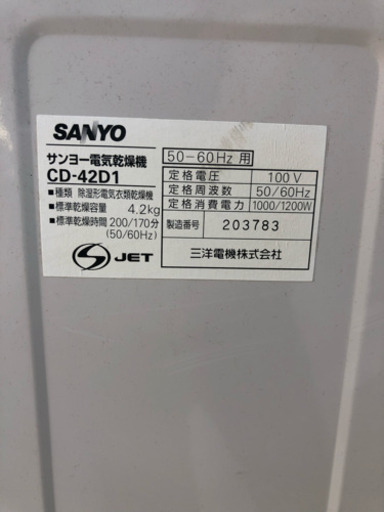 SANYO
サンヨー電気乾燥機
CD-42D1
■種類 除湿形電気衣類乾燥機
■標準乾燥容量 4.2kg
■標準乾燥時間 200/170分
(50/60Hz)
S JET
50-60Hz用
定格電圧 100V
定格周波数 50/60Hz
定格消費電力 1000/1200W
製造番号 203783
三洋電機株式会社